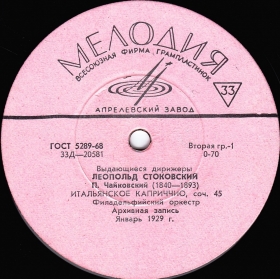 МЕЛОДИЯ
ВСЕСОЮЗНАЯ ФИРМА ГРАМПЛАСТИНОК
33
АПРЕЛЕВСКИЙ ЗАВОД
ГОСТ 5289-68
Вторая гр.-1
33Д—20581
0-70
Выдающиеся дирижеры
ЛЕОПОЛЬД СТОКОВСКИЙ
П. Чайковский (1840—1893)
ИТАЛЬЯНСКОЕ КАПРИЧЧИО, соч. 45
Филадельфийский оркестр
Архивная запись
Январь 1929 г.